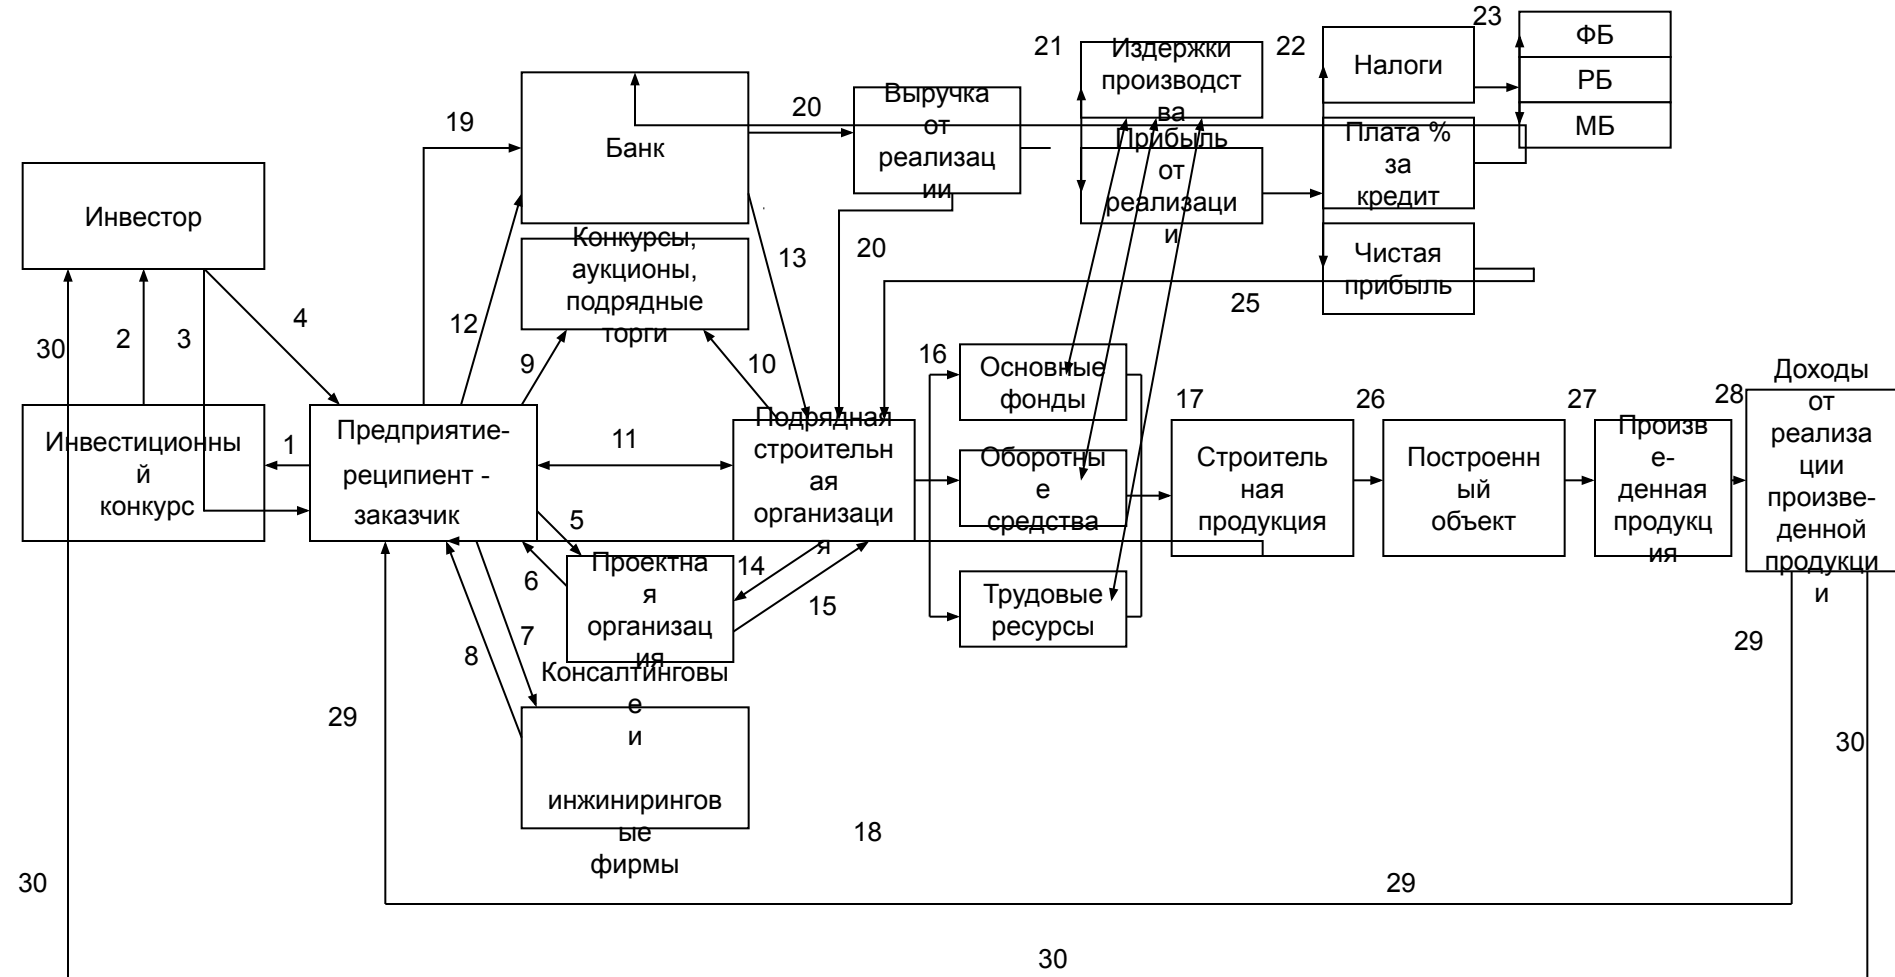 23
ФБ
РБ
МБ
21
Издержки
производст
ва
22
Налоги
19
20
Выручка
от
реализац
ии
Банк
Прибыль
от
реализаци
и
Плата %
за
кредит
Инвестор
Конкурсы,
аукционы,
подрядные
торги
13
20
Чистая
прибыль
25
30
2
3
4
12
9
10
16
Основные
фонды
17
26
27
28
Доходы
от
реализа
ции
произве-
денной
продукци
и
Инвестиционны
й
конкурс
1
Предприятие-
реципиент -
заказчик
11
Подрядная
строительн
ая
организаци
я
Оборотны
е
средства
Строитель
ная
продукция
Построенн
ый
объект
Произв
е-
денная
продукц
ия
5
6
Проектна
я
организац
ия
14
15
Трудовые
ресурсы
7
8
29
30
29
Консалтинговы
е
и
инжиниринговые
фирмы
18
30
29
30